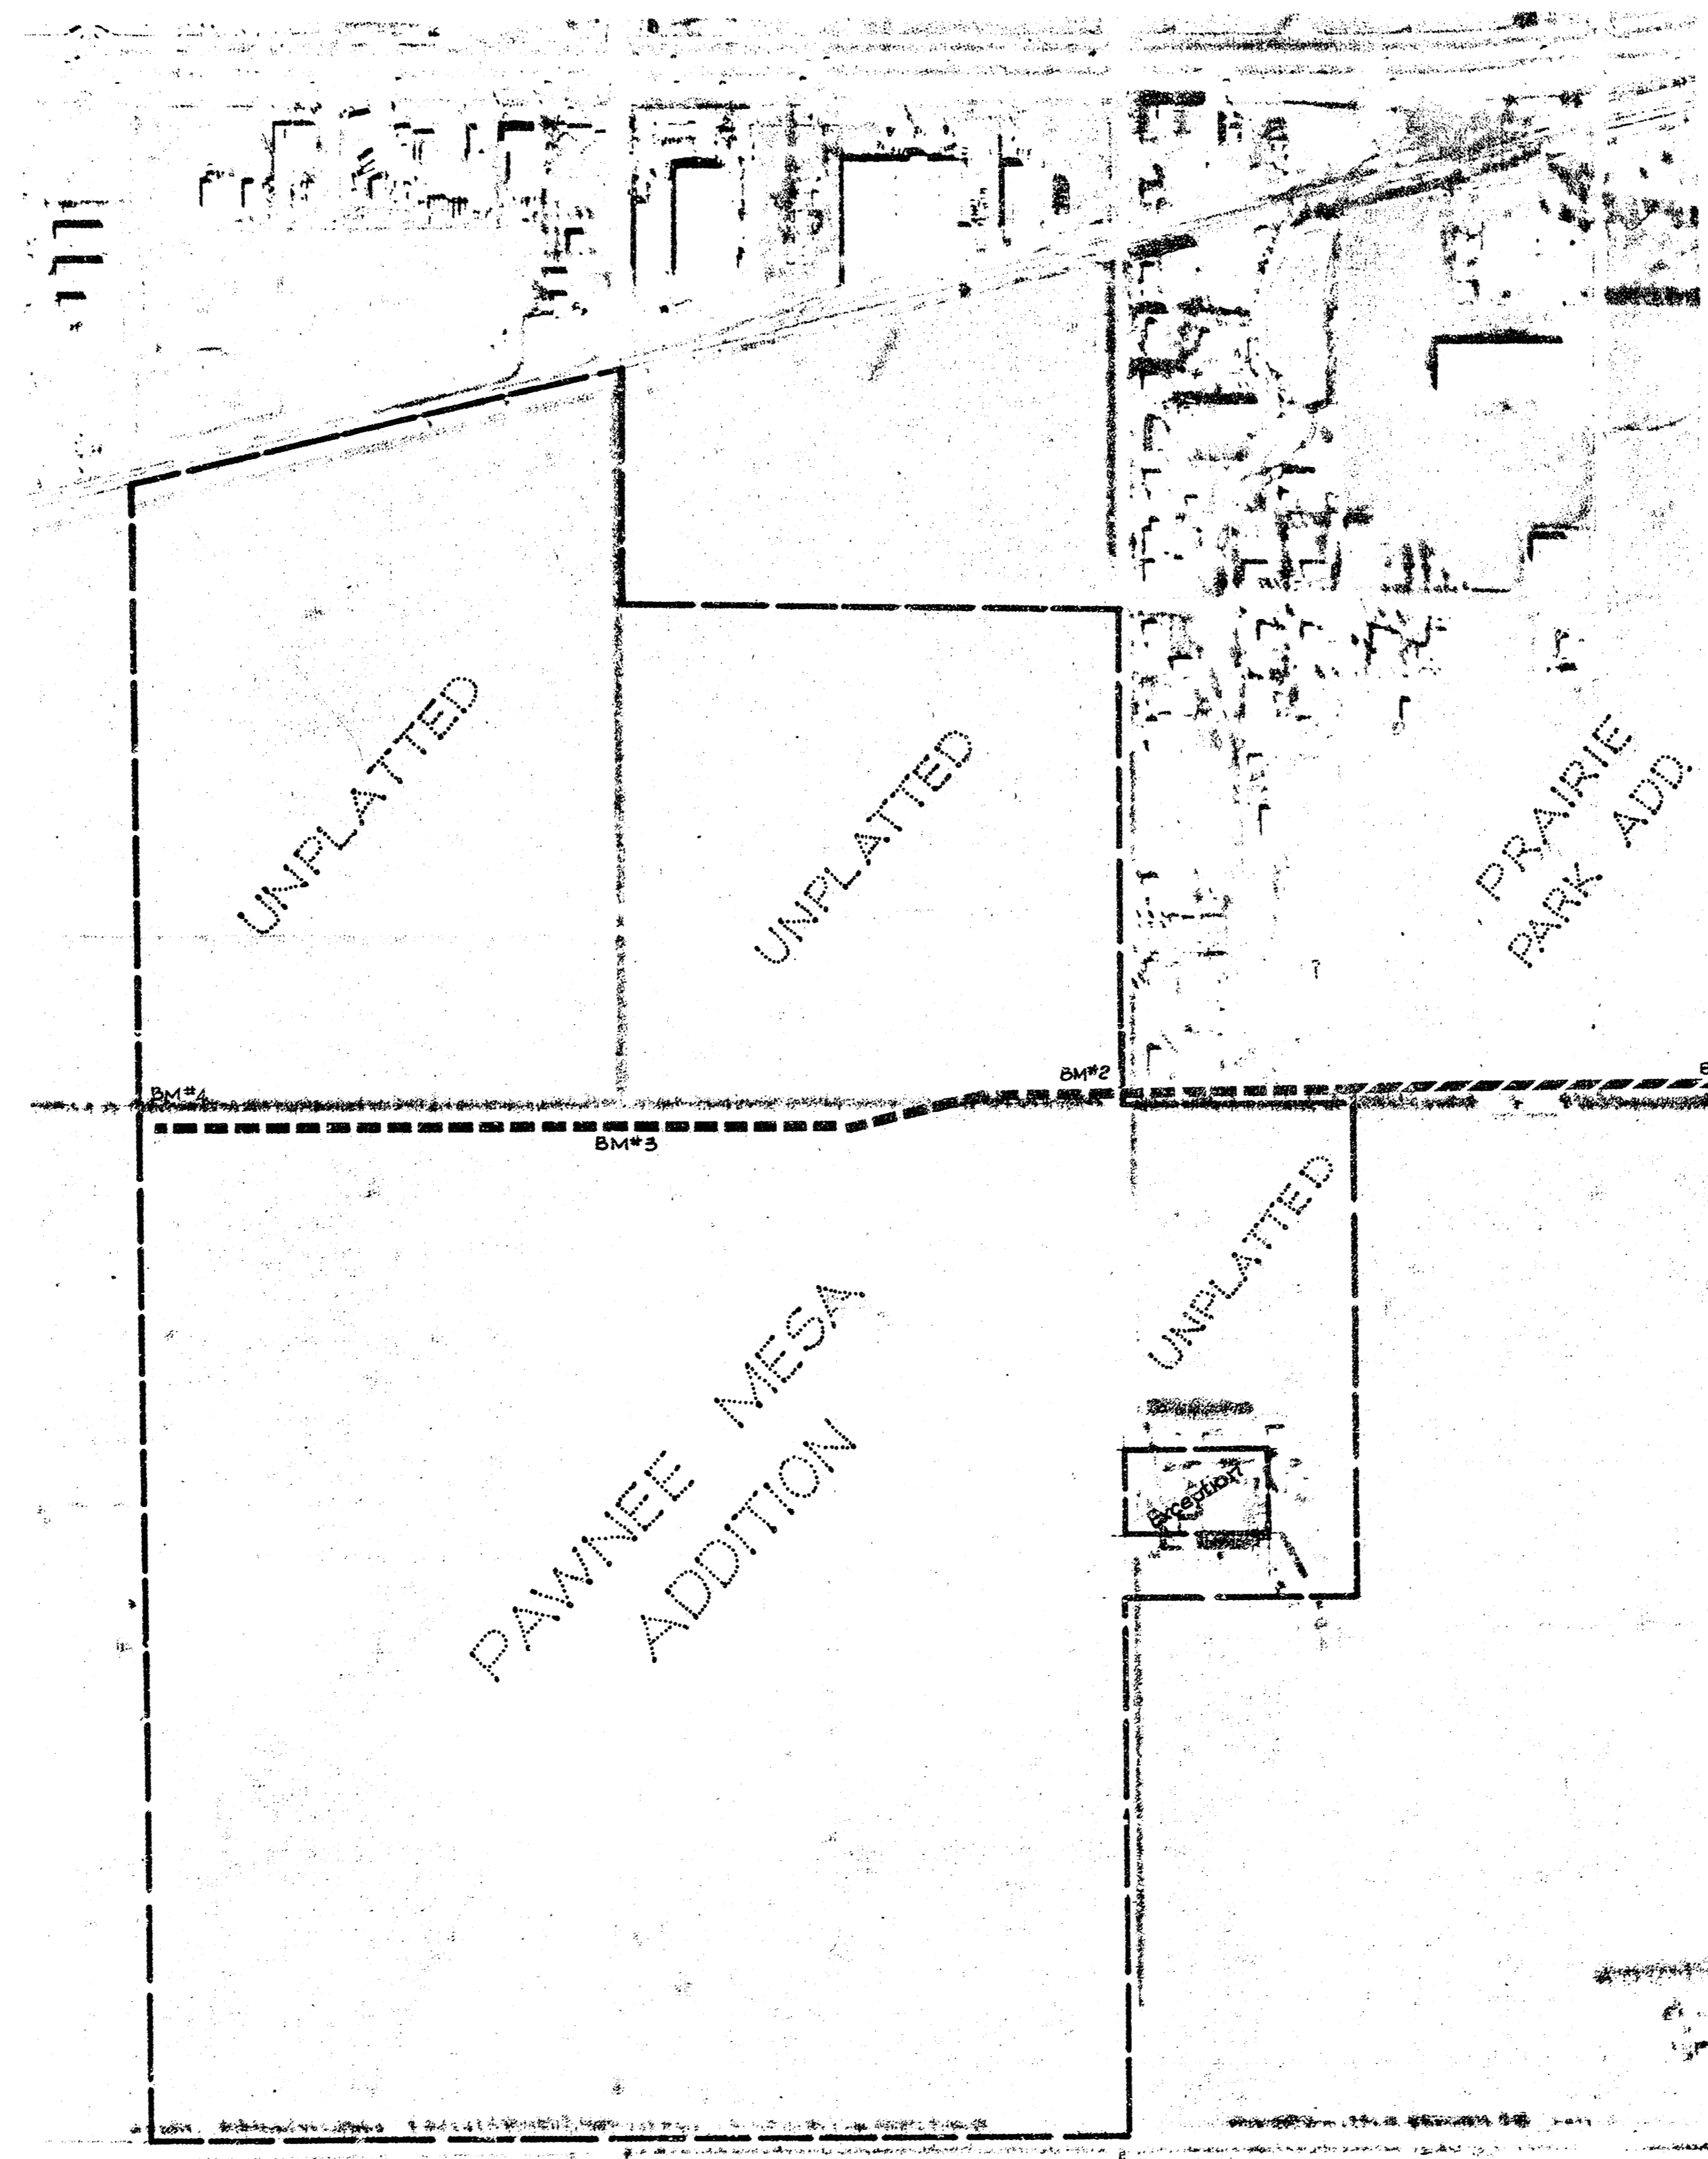 UNPLATTED
UNPLATTED
PRAIRIE
PARK ADD.
BM#4
BM#3
BM#2
UNPLATTED
PAWNEE MESA
ADDITION
Exception